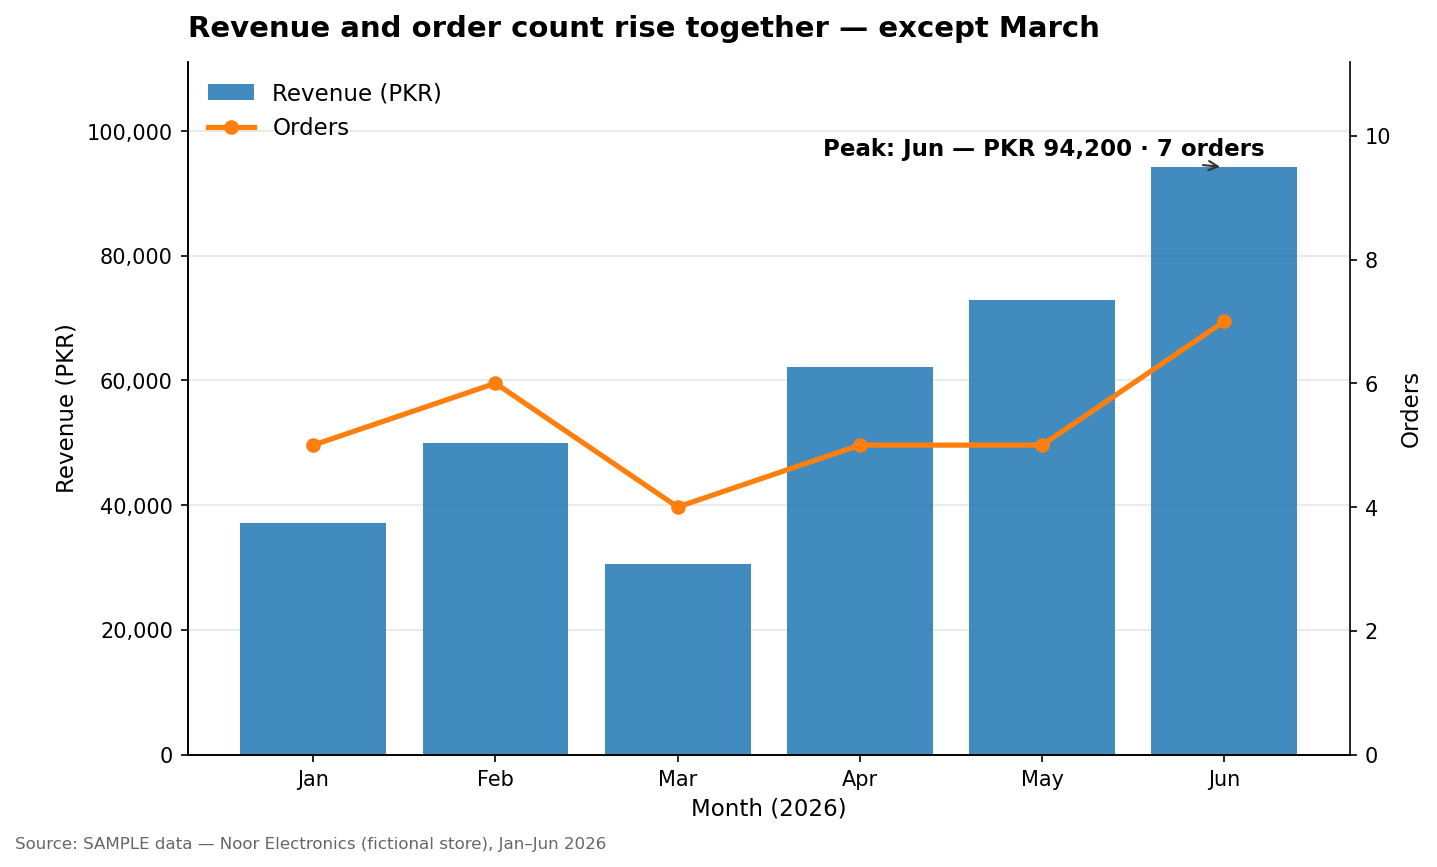 Revenue and order count rise together — except March
Revenue (PKR)
Orders
Peak: Jun — PKR 94,200 · 7 orders
100,000
80,000
60,000
40,000
20,000
0
Revenue (PKR)
10
8
6
4
2
0
Orders
Jan Feb Mar Apr May Jun
Month (2026)
Source: SAMPLE data — Noor Electronics (fictional store), Jan–Jun 2026